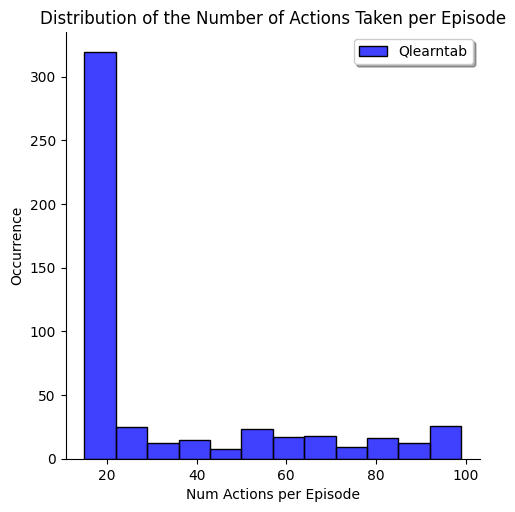 Distribution of the Number of Actions Taken per Episode
Qlearntab
300
250
200
150
100
50
0
Occurrence
20 40 60 80 100
Num Actions per Episode